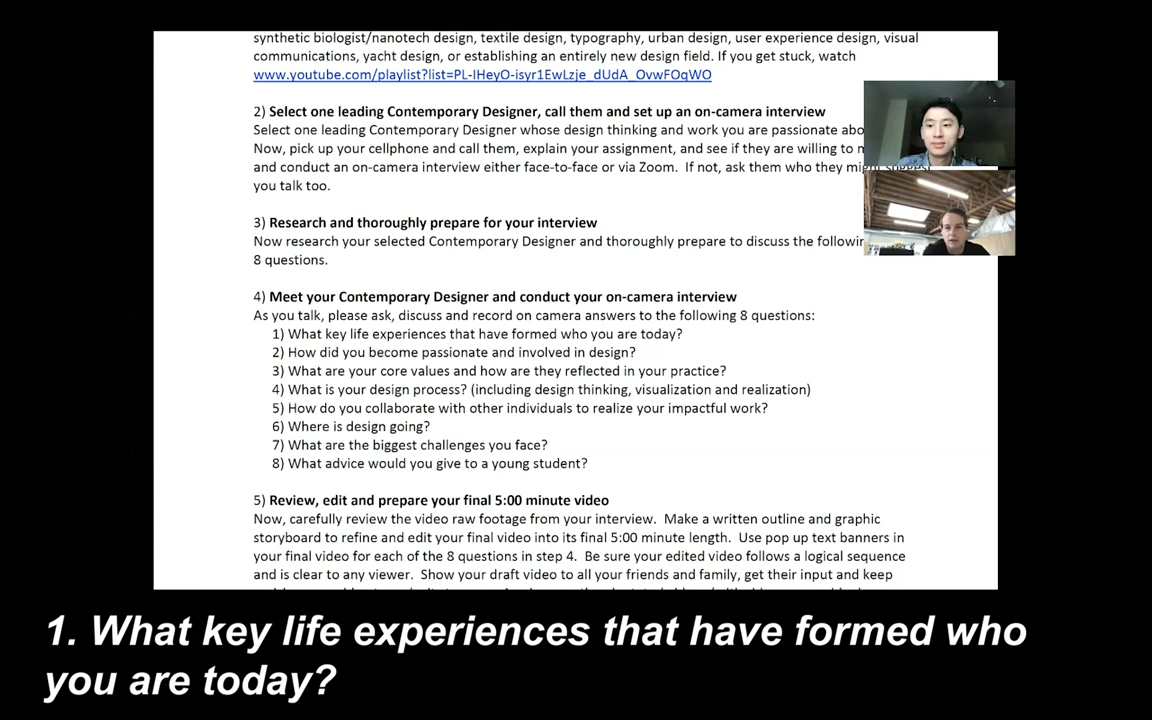 synthetic biologist/nanotech design, textile design, typography, urban design, user experience design, visual
communications, yacht design, or establishing an entirely new design field. If you get stuck, watch
www.youtube.com/playlist?list=PL-IHeyO-isyr1EwLzje_dUdA_OvwFOqWO
2) Select one leading Contemporary Designer, call them and set up an on-camera interview
Select one leading Contemporary Designer whose design thinking and work you are passionate abo
Now, pick up your cellphone and call them, explain your assignment, and see if they are willing to m
and conduct an on-camera interview either face-to-face or via Zoom. If not, ask them who they might suggest
you talk too.
3) Research and thoroughly prepare for your interview
Now research your selected Contemporary Designer and thoroughly prepare to discuss the followin
8 questions.
4) Meet your Contemporary Designer and conduct your on-camera interview
As you talk, please ask, discuss and record on camera answers to the following 8 questions:
1) What key life experiences that have formed who you are today?
2) How did you become passionate and involved in design?
3) What are your core values and how are they reflected in your practice?
4) What is your design process? (including design thinking, visualization and realization)
5) How do you collaborate with other individuals to realize your impactful work?
6) Where is design going?
7) What are the biggest challenges you face?
8) What advice would you give to a young student?
5) Review, edit and prepare your final 5:00 minute video
Now, carefully review the video raw footage from your interview. Make a written outline and graphic
storyboard to refine and edit your final video into its final 5:00 minute length. Use pop up text banners in
your final video for each of the 8 questions in step 4. Be sure your edited video follows a logical sequence
and is clear to any viewer. Show your draft video to all your friends and family, get their input and keep
1. What key life experiences that have formed who
you are today?